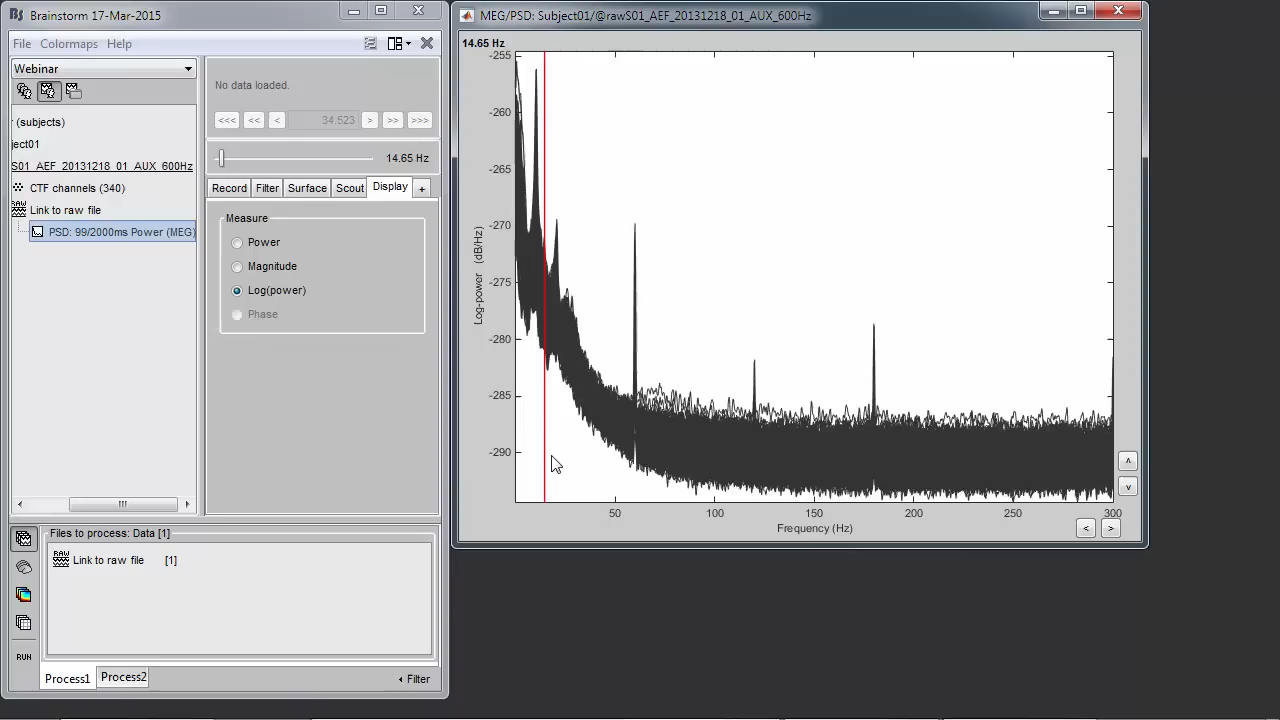 Brainstorm 17-Mar-2015
File Colormaps Help
Webinar
r (subjects)
ject01
S01_AEF_20131218_01_AUX_600Hz
CTF channels (340)
RAW
Link to raw file
PSD: 99/2000ms Power (MEG)
No data loaded.
<<< << < 34.523 > >> >>>
14.65 Hz
Record Filter Surface Scout Display +
Measure
Power
Magnitude
Log(power)
Phase
Files to process: Data [1]
RAW
Link to raw file [1]
RUN
Process1 Process2
Filter
MEG/PSD: Subject01/@rawS01_AEF_20131218_01_AUX_600Hz
14.65 Hz
-255
-260
-265
-270
-275
-280
-285
-290
Log-power (dB/Hz)
50 100 150 200 250 300
Frequency (Hz)
< >